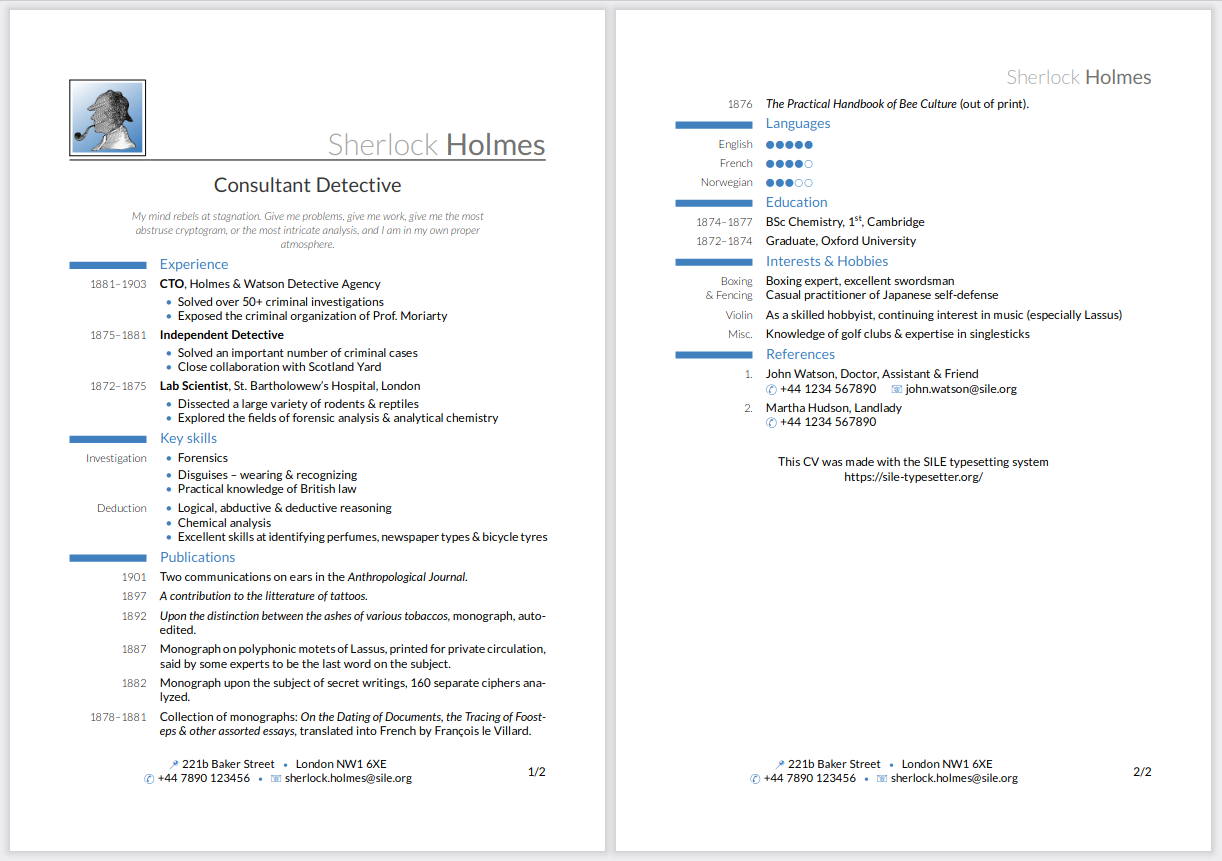 Sherlock Holmes
Consultant Detective
My mind rebels at stagnation. Give me problems, give me work, give me the most
abstruse cryptogram, or the most intricate analysis, and I am in my own proper
atmosphere.
Experience
1881–1903 CTO, Holmes & Watson Detective Agency
• Solved over 50+ criminal investigations
• Exposed the criminal organization of Prof. Moriarty
1875–1881 Independent Detective
• Solved an important number of criminal cases
• Close collaboration with Scotland Yard
1872–1875 Lab Scientist, St. Bartholowew's Hospital, London
• Dissected a large variety of rodents & reptiles
• Explored the fields of forensic analysis & analytical chemistry
Key skills
Investigation • Forensics
• Disguises – wearing & recognizing
• Practical knowledge of British law
Deduction • Logical, abductive & deductive reasoning
• Chemical analysis
• Excellent skills at identifying perfumes, newspaper types & bicycle tyres
Publications
1901 Two communications on ears in the Anthropological Journal.
1897 A contribution to the litterature of tattoos.
1892 Upon the distinction between the ashes of various tobaccos, monograph, auto-
edited.
1887 Monograph on polyphonic motets of Lassus, printed for private circulation,
said by some experts to be the last word on the subject.
1882 Monograph upon the subject of secret writings, 160 separate ciphers ana-
lyzed.
1878–1881 Collection of monographs: On the Dating of Documents, the Tracing of Foost-
eps & other assorted essays, translated into French by François le Villard.
221b Baker Street • London NW1 6XE
✆ +44 7890 123456 • sherlock.holmes@sile.org
1/2
Sherlock Holmes
1876 The Practical Handbook of Bee Culture (out of print).
Languages
English ●●●●●
French ●●●●○
Norwegian ●●●○○
Education
1874–1877 BSc Chemistry, 1st, Cambridge
1872–1874 Graduate, Oxford University
Interests & Hobbies
Boxing Boxing expert, excellent swordsman
& Fencing Casual practitioner of Japanese self-defense
Violin As a skilled hobbyist, continuing interest in music (especially Lassus)
Misc. Knowledge of golf clubs & expertise in singlesticks
References
1. John Watson, Doctor, Assistant & Friend
✆ +44 1234 567890 john.watson@sile.org
2. Martha Hudson, Landlady
✆ +44 1234 567890
This CV was made with the SILE typesetting system
https://sile-typesetter.org/
221b Baker Street • London NW1 6XE
✆ +44 7890 123456 • sherlock.holmes@sile.org
2/2